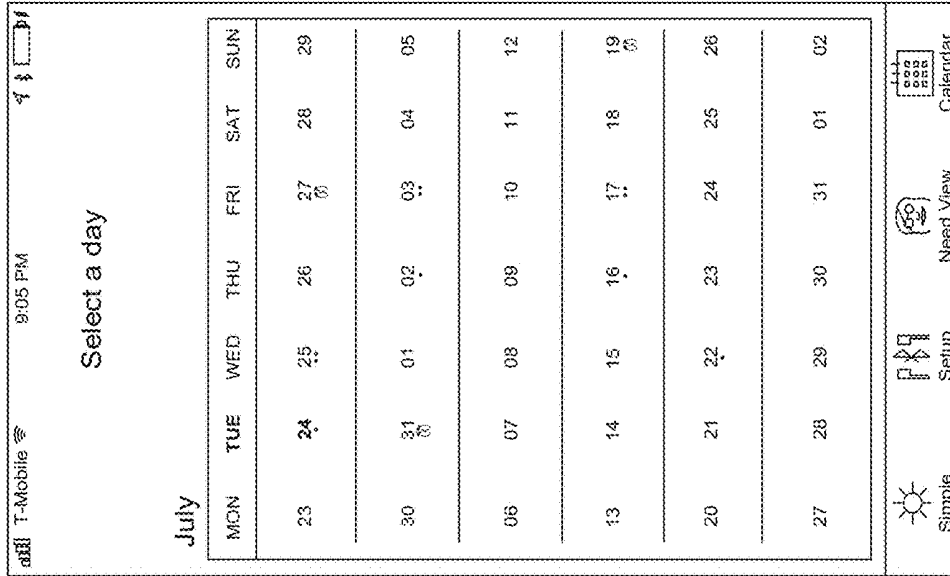 T-Mobile 9:05 PM
Select a day
July
MON TUE WED THU FRI SAT SUN
23 24 25 26 27 28 29
30 31 01 02 03 04 05
06 07 08 09 10 11 12
13 14 15 16 17 18 19
20 21 22 23 24 25 26
27 28 29 30 31 01 02
Simple Setup Need View Calendar